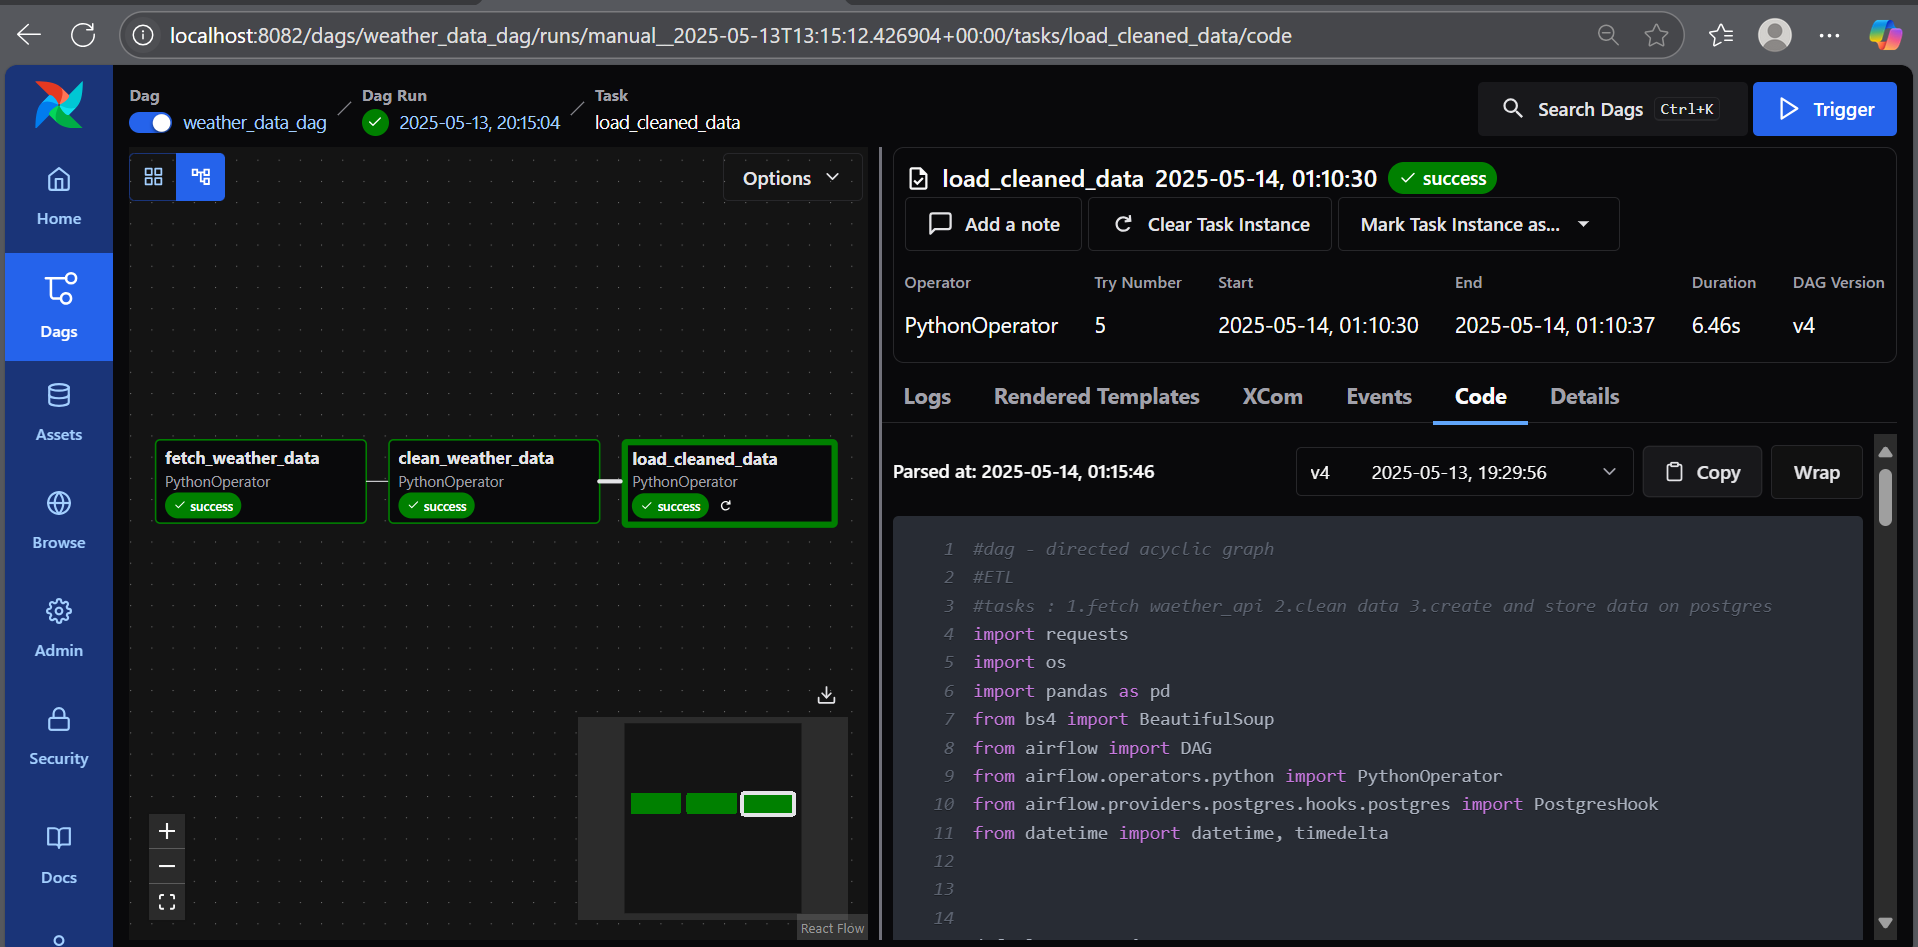 localhost:8082/dags/weather_data_dag/runs/manual__2025-05-13T13:15:12.426904+00:00/tasks/load_cleaned_data/code
Dag
weather_data_dag
Dag Run
2025-05-13, 20:15:04
Task
load_cleaned_data
Search Dags Ctrl+K
Trigger
Home
Dags
Assets
Browse
Admin
Security
Docs
Options
fetch_weather_data
PythonOperator
success
clean_weather_data
PythonOperator
success
load_cleaned_data
PythonOperator
success
React Flow
load_cleaned_data 2025-05-14, 01:10:30 success
Add a note
Clear Task Instance
Mark Task Instance as...
Operator Try Number Start End Duration DAG Version
PythonOperator 5 2025-05-14, 01:10:30 2025-05-14, 01:10:37 6.46s v4
Logs Rendered Templates XCom Events Code Details
Parsed at: 2025-05-14, 01:15:46
v4 2025-05-13, 19:29:56
Copy
Wrap
1 #dag - directed acyclic graph
2 #ETL
3 #tasks : 1.fetch waether_api 2.clean data 3.create and store data on postgres
4 import requests
5 import os
6 import pandas as pd
7 from bs4 import BeautifulSoup
8 from airflow import DAG
9 from airflow.operators.python import PythonOperator
10 from airflow.providers.postgres.hooks.postgres import PostgresHook
11 from datetime import datetime, timedelta
12
13
14